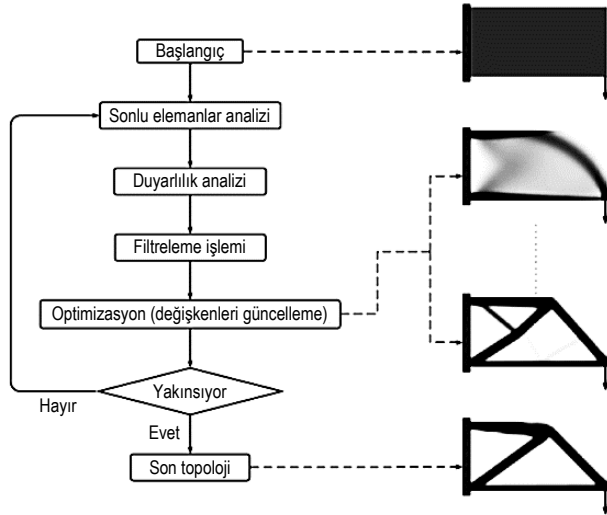 Başlangıç
Sonlu elemanlar analizi
Duyarlılık analizi
Filtreleme işlemi
Optimizasyon (değişkenleri güncelleme)
Yakınsıyor
Hayır
Evet
Son topoloji